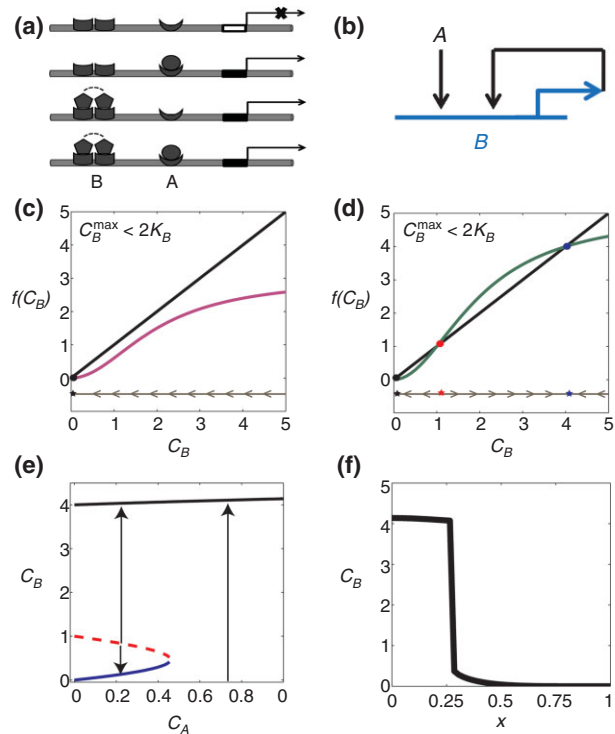 (a)
B
A
(b)
A
B
(c)
C_B^max < 2K_B
5
4
3
2
1
0
f(C_B)
0 1 2 3 4 5
C_B
(d)
C_B^max < 2K_B
5
4
3
2
1
0
f(C_B)
0 1 2 3 4 5
C_B
(e)
4
3
2
1
0
C_B
0 0.2 0.4 0.6 0.8 0
C_A
(f)
5
4
3
2
1
0
C_B
0 0.25 0.5 0.75 1
x